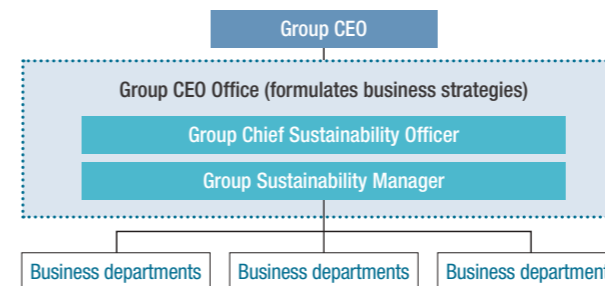 Group CEO
Group CEO Office (formulates business strategies)
Group Chief Sustainability Officer
Group Sustainability Manager
Business departments
Business departments
Business department